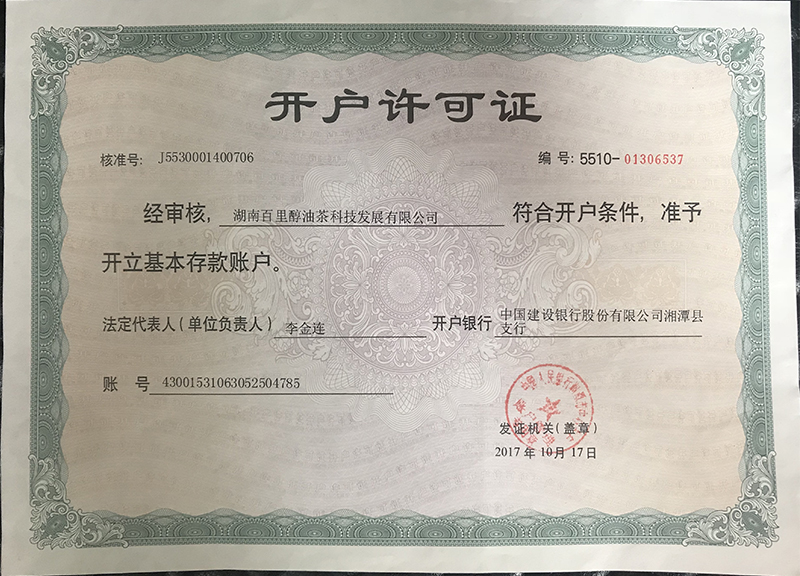 开户许可证
核准号: J5530001400706 编 号: 5510-01306537
经审核, 湖南百里醇油茶科技发展有限公司 符合开户条件, 准予
开立基本存款账户。
法定代表人(单位负责人) 李金连 开户银行 中国建设银行股份有限公司湘潭县
支行
账 号 43001531063052504785
发证机关(盖章)
2017 年 10 月 17 日